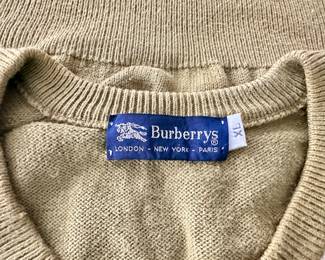 Burberrys®
LONDON - NEW YORK - PARIS
XL